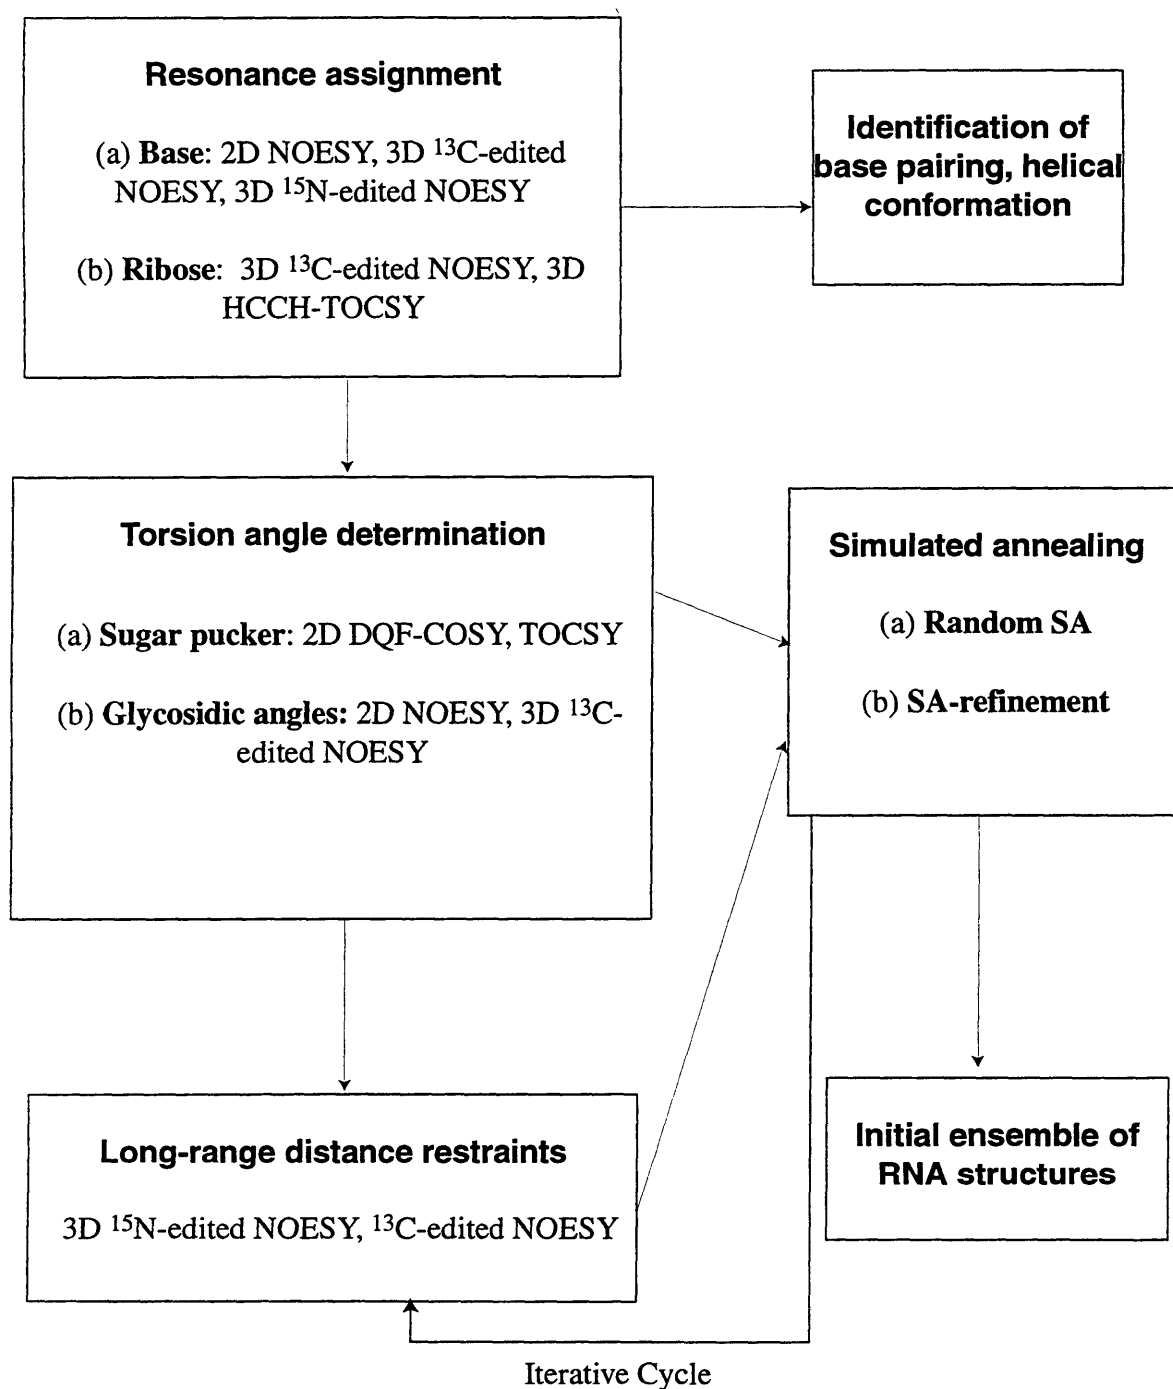 Resonance assignment
(a) Base: 2D NOESY, 3D ¹³C-edited
NOESY, 3D ¹⁵N-edited NOESY
(b) Ribose: 3D ¹³C-edited NOESY, 3D
HCCH-TOCSY
Identification of
base pairing, helical
conformation
Torsion angle determination
(a) Sugar pucker: 2D DQF-COSY, TOCSY
(b) Glycosidic angles: 2D NOESY, 3D ¹³C-
edited NOESY
Simulated annealing
(a) Random SA
(b) SA-refinement
Long-range distance restraints
3D ¹⁵N-edited NOESY, ¹³C-edited NOESY
Initial ensemble of
RNA structures
Iterative Cycle